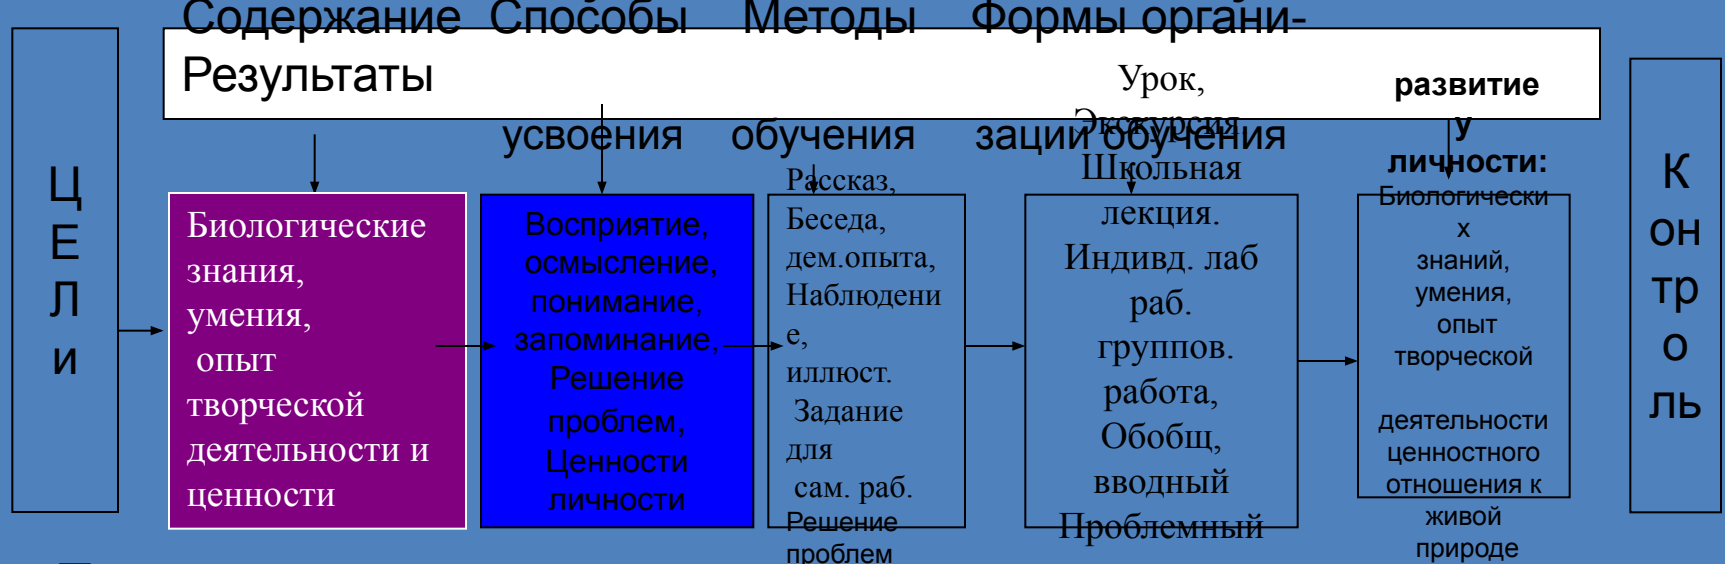 Содержание Способы Методы Формы органи-
Результаты
усвоения обучения зации обучения
Ц
Е
Л
и
Биологические
знания,
умения,
опыт
творческой
деятельности и
ценности
Восприятие,
осмысление,
понимание,
запоминание,
Решение
проблем,
Ценности
личности
Рассказ,
Беседа,
дем.опыта,
Наблюдени
е,
иллюст.
Задание
для
сам. раб.
Решение
проблем
Урок,
Экскурсия
Школьная
лекция.
Индивд. лаб
раб.
группов.
работа,
Обобщ,
вводный
Проблемный
развитие
у
личности:
Биологически
х
знаний,
умения,
опыт
творческой
деятельности
ценностного
отношения к
живой
природе
К
он
тр
о
ль